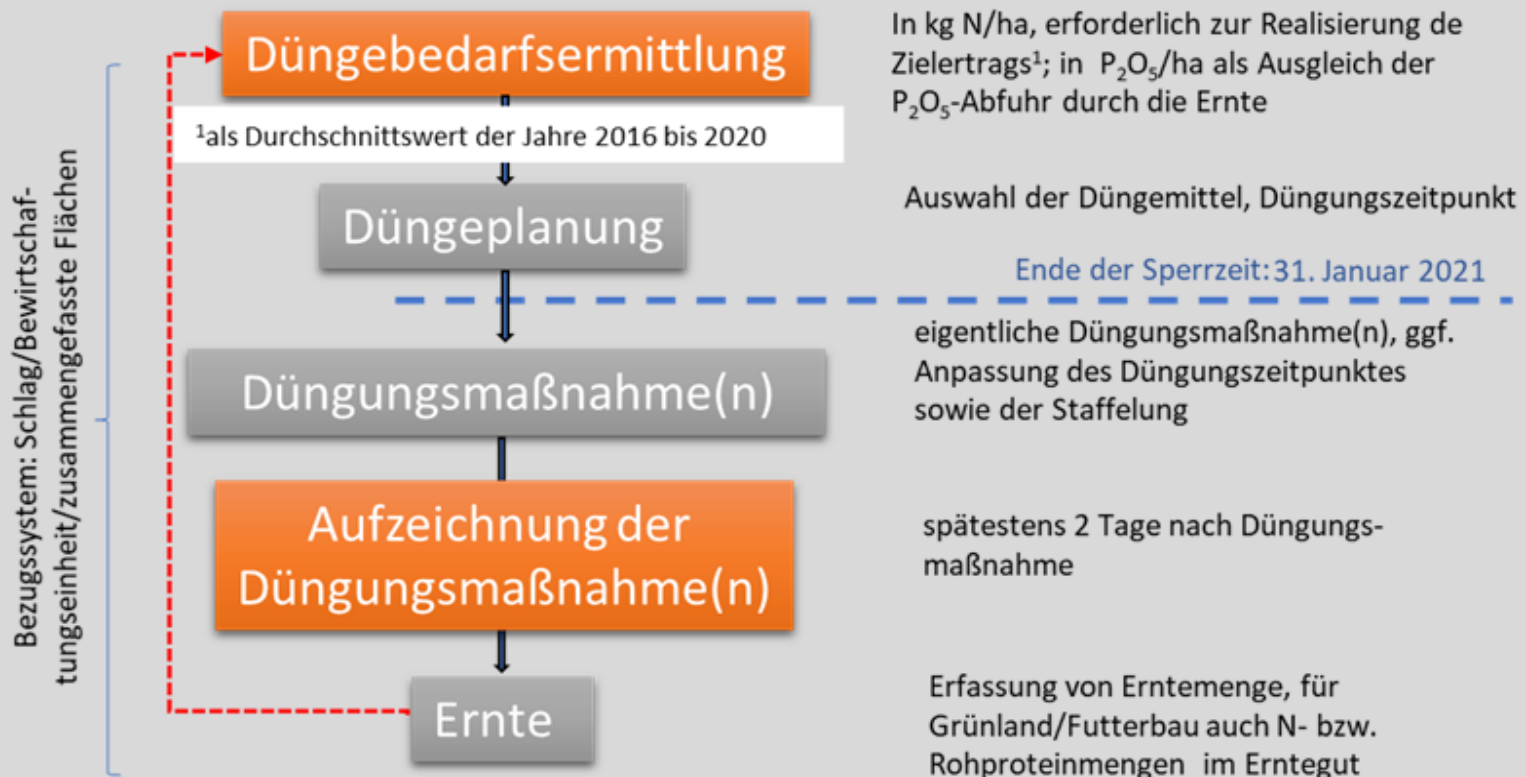 Düngebedarfsermittlung
In kg N/ha, erforderlich zur Realisierung de
Zielertrags¹; in P₂O₅/ha als Ausgleich der
P₂O₅-Abfuhr durch die Ernte
¹als Durchschnittswert der Jahre 2016 bis 2020
Düngeplanung
Auswahl der Düngemittel, Düngungszeitpunkt
Ende der Sperrzeit: 31. Januar 2021
Düngungsmaßnahme(n)
eigentliche Düngungsmaßnahme(n), ggf.
Anpassung des Düngungszeitpunktes
sowie der Staffelung
Aufzeichnung der
Düngungsmaßnahme(n)
spätestens 2 Tage nach Düngungs-
maßnahme
Ernte
Erfassung von Erntemenge, für
Grünland/Futterbau auch N- bzw.
Rohproteinmengen im Erntegut
Bezugssystem: Schlag/Bewirtschaf-
tungseinheit/zusammengefasste Flächen